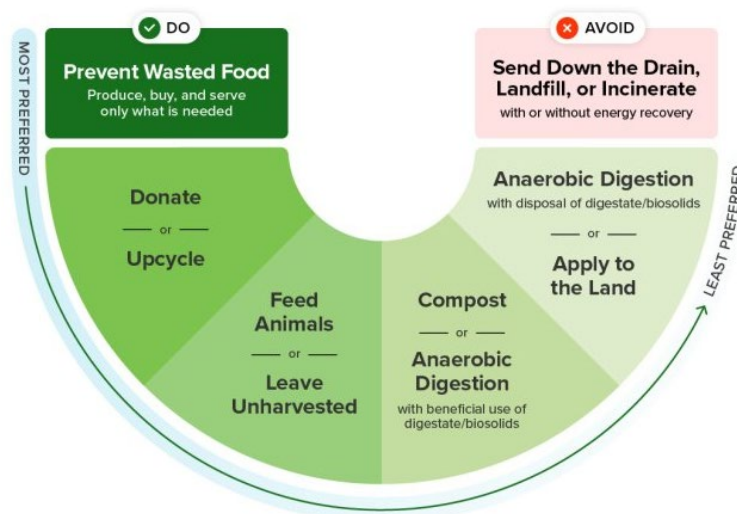 DO
AVOID
MOST PREFERRED
Prevent Wasted Food
Produce, buy, and serve
only what is needed
Send Down the Drain,
Landfill, or Incinerate
with or without energy recovery
Donate
or
Upcycle
Feed
Animals
or
Leave
Unharvested
Compost
or
Anaerobic
Digestion
with beneficial use of
digestate/biosolids
Anaerobic Digestion
with disposal of digestate/biosolids
or
Apply to
the Land
LEAST PREFERRED